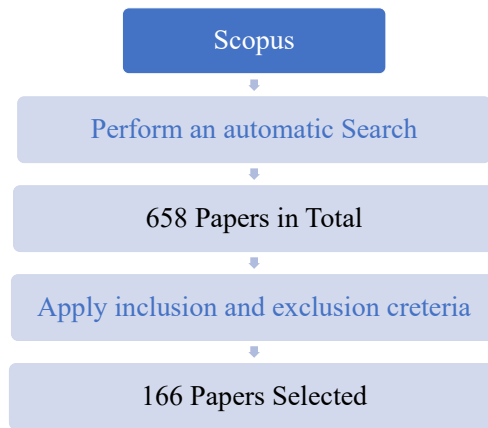 Scopus
Perform an automatic Search
658 Papers in Total
Apply inclusion and exclusion creteria
166 Papers Selected